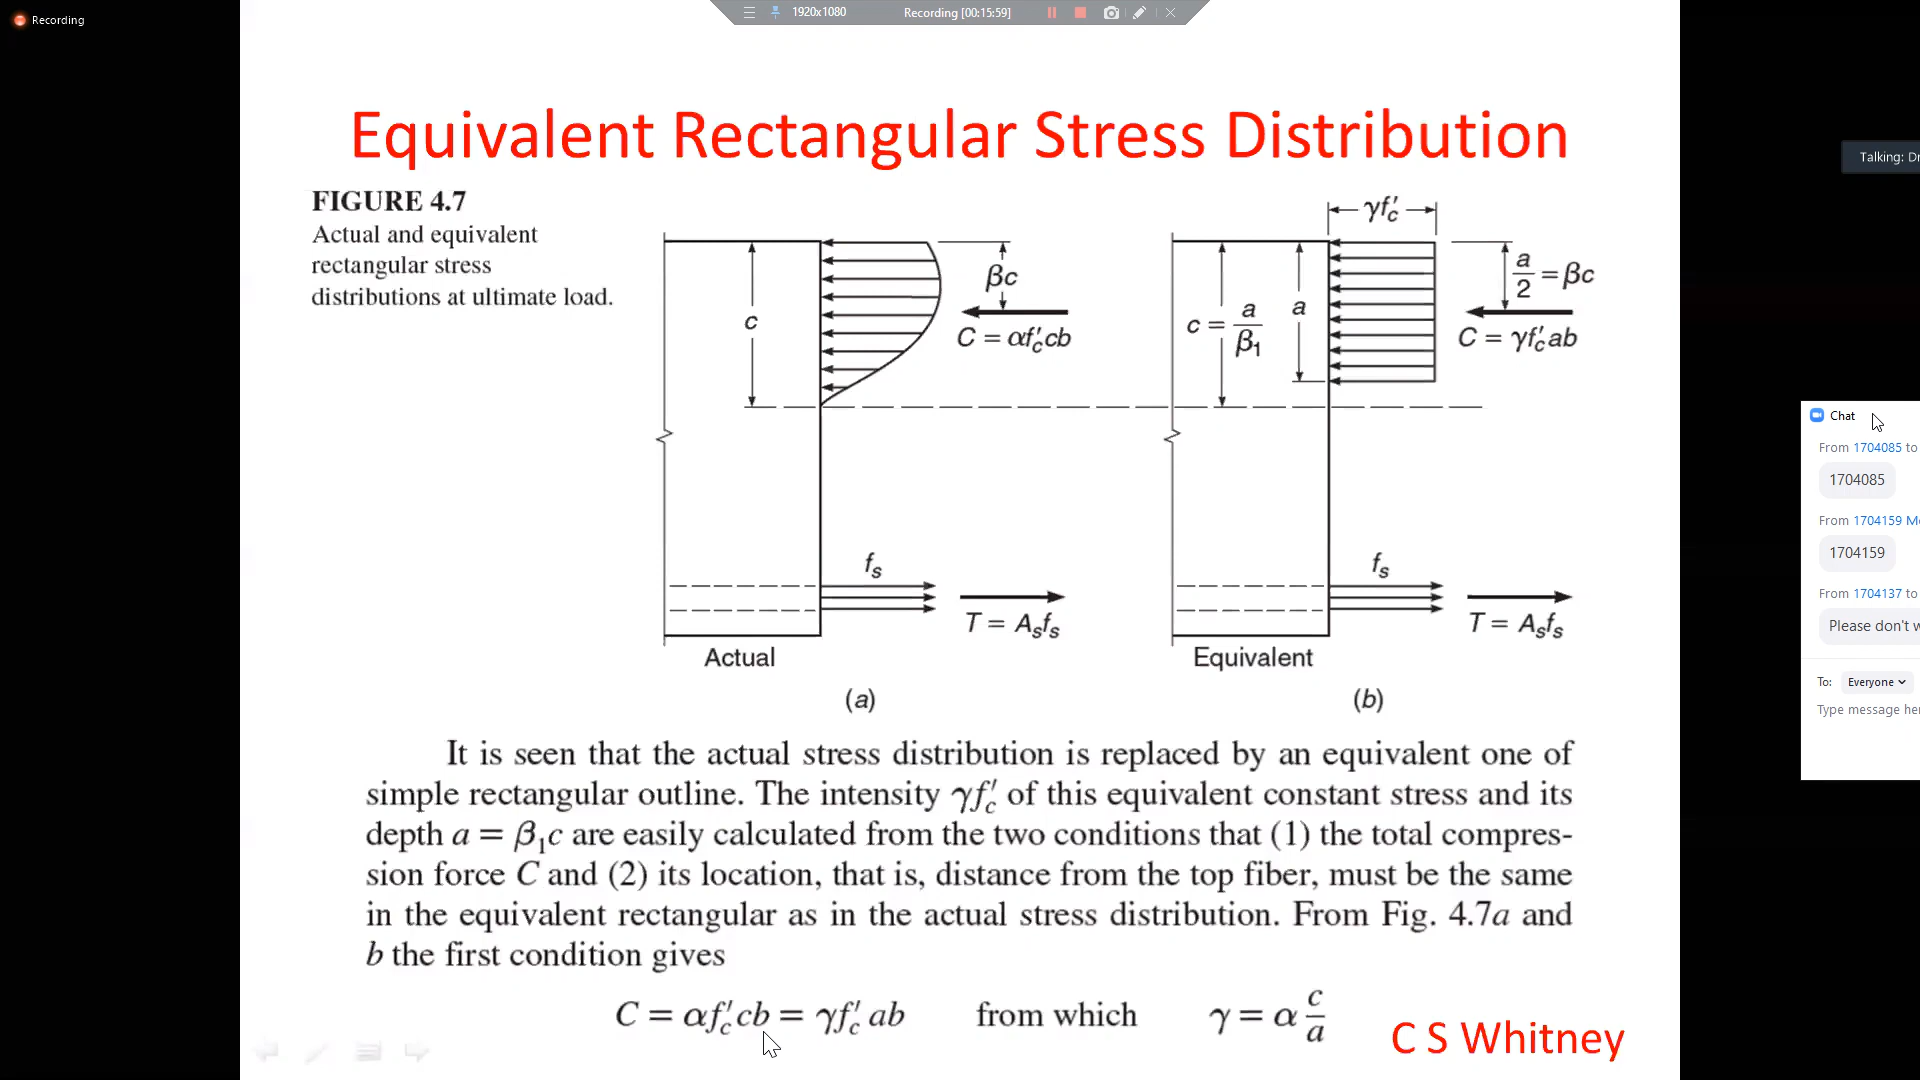 Recording
1920x1080
Recording [00:15:59]
Equivalent Rectangular Stress Distribution
Talking: Dr
FIGURE 4.7
Actual and equivalent
rectangular stress
distributions at ultimate load.
c
βc
C = αf′c cb
fs
T = Asfs
Actual
(a)
γf′c
c = a/β1
a
a/2 = βc
C = γf′c ab
fs
T = Asfs
Equivalent
(b)
It is seen that the actual stress distribution is replaced by an equivalent one of
simple rectangular outline. The intensity γf′c of this equivalent constant stress and its
depth a = β1c are easily calculated from the two conditions that (1) the total compres-
sion force C and (2) its location, that is, distance from the top fiber, must be the same
in the equivalent rectangular as in the actual stress distribution. From Fig. 4.7a and
b the first condition gives
C = αf′c cb = γf′c ab from which γ = α c/a
C S Whitney
Chat
From 1704085 to
1704085
From 1704159 M
1704159
From 1704137 to
Please don't
To: Everyone
Type message